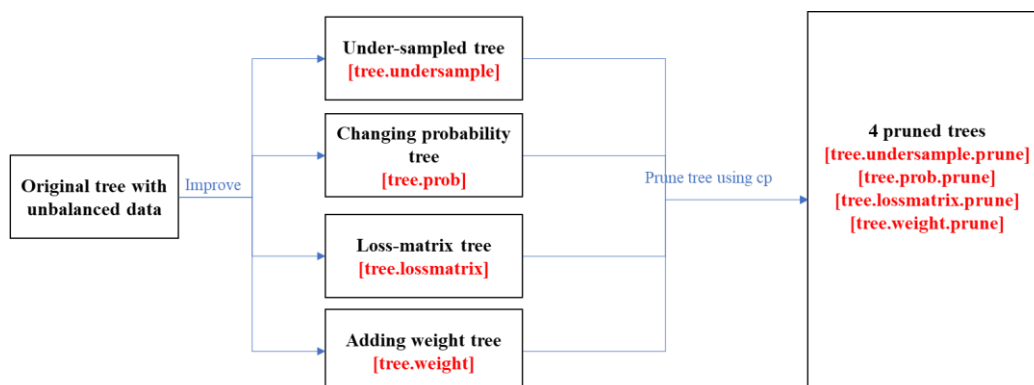 Original tree with
unbalanced data
Improve
Under-sampled tree
[tree.undersample]
Changing probability
tree
[tree.prob]
Loss-matrix tree
[tree.lossmatrix]
Adding weight tree
[tree.weight]
Prune tree using cp
4 pruned trees
[tree.undersample.prune]
[tree.prob.prune]
[tree.lossmatrix.prune]
[tree.weight.prune]